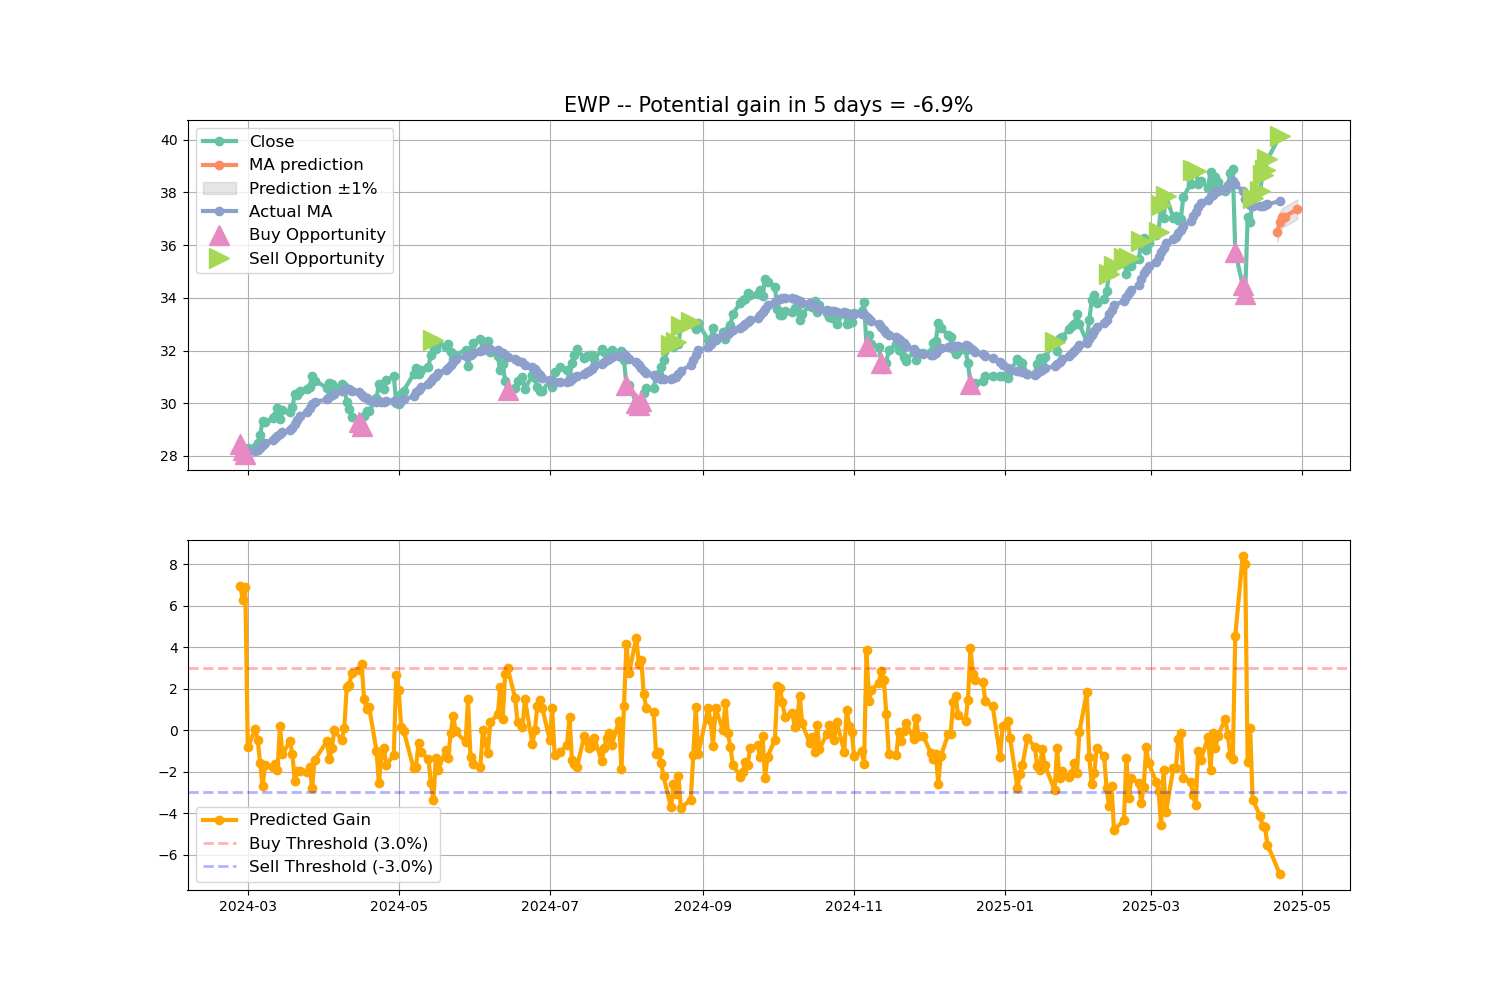 EWP -- Potential gain in 5 days = -6.9%
40
38
36
34
32
30
28
Close
MA prediction
Prediction ±1%
Actual MA
Buy Opportunity
Sell Opportunity
8
6
4
2
0
−2
−4
−6
Predicted Gain
Buy Threshold (3.0%)
Sell Threshold (-3.0%)
2024-03 2024-05 2024-07 2024-09 2024-11 2025-01 2025-03 2025-05